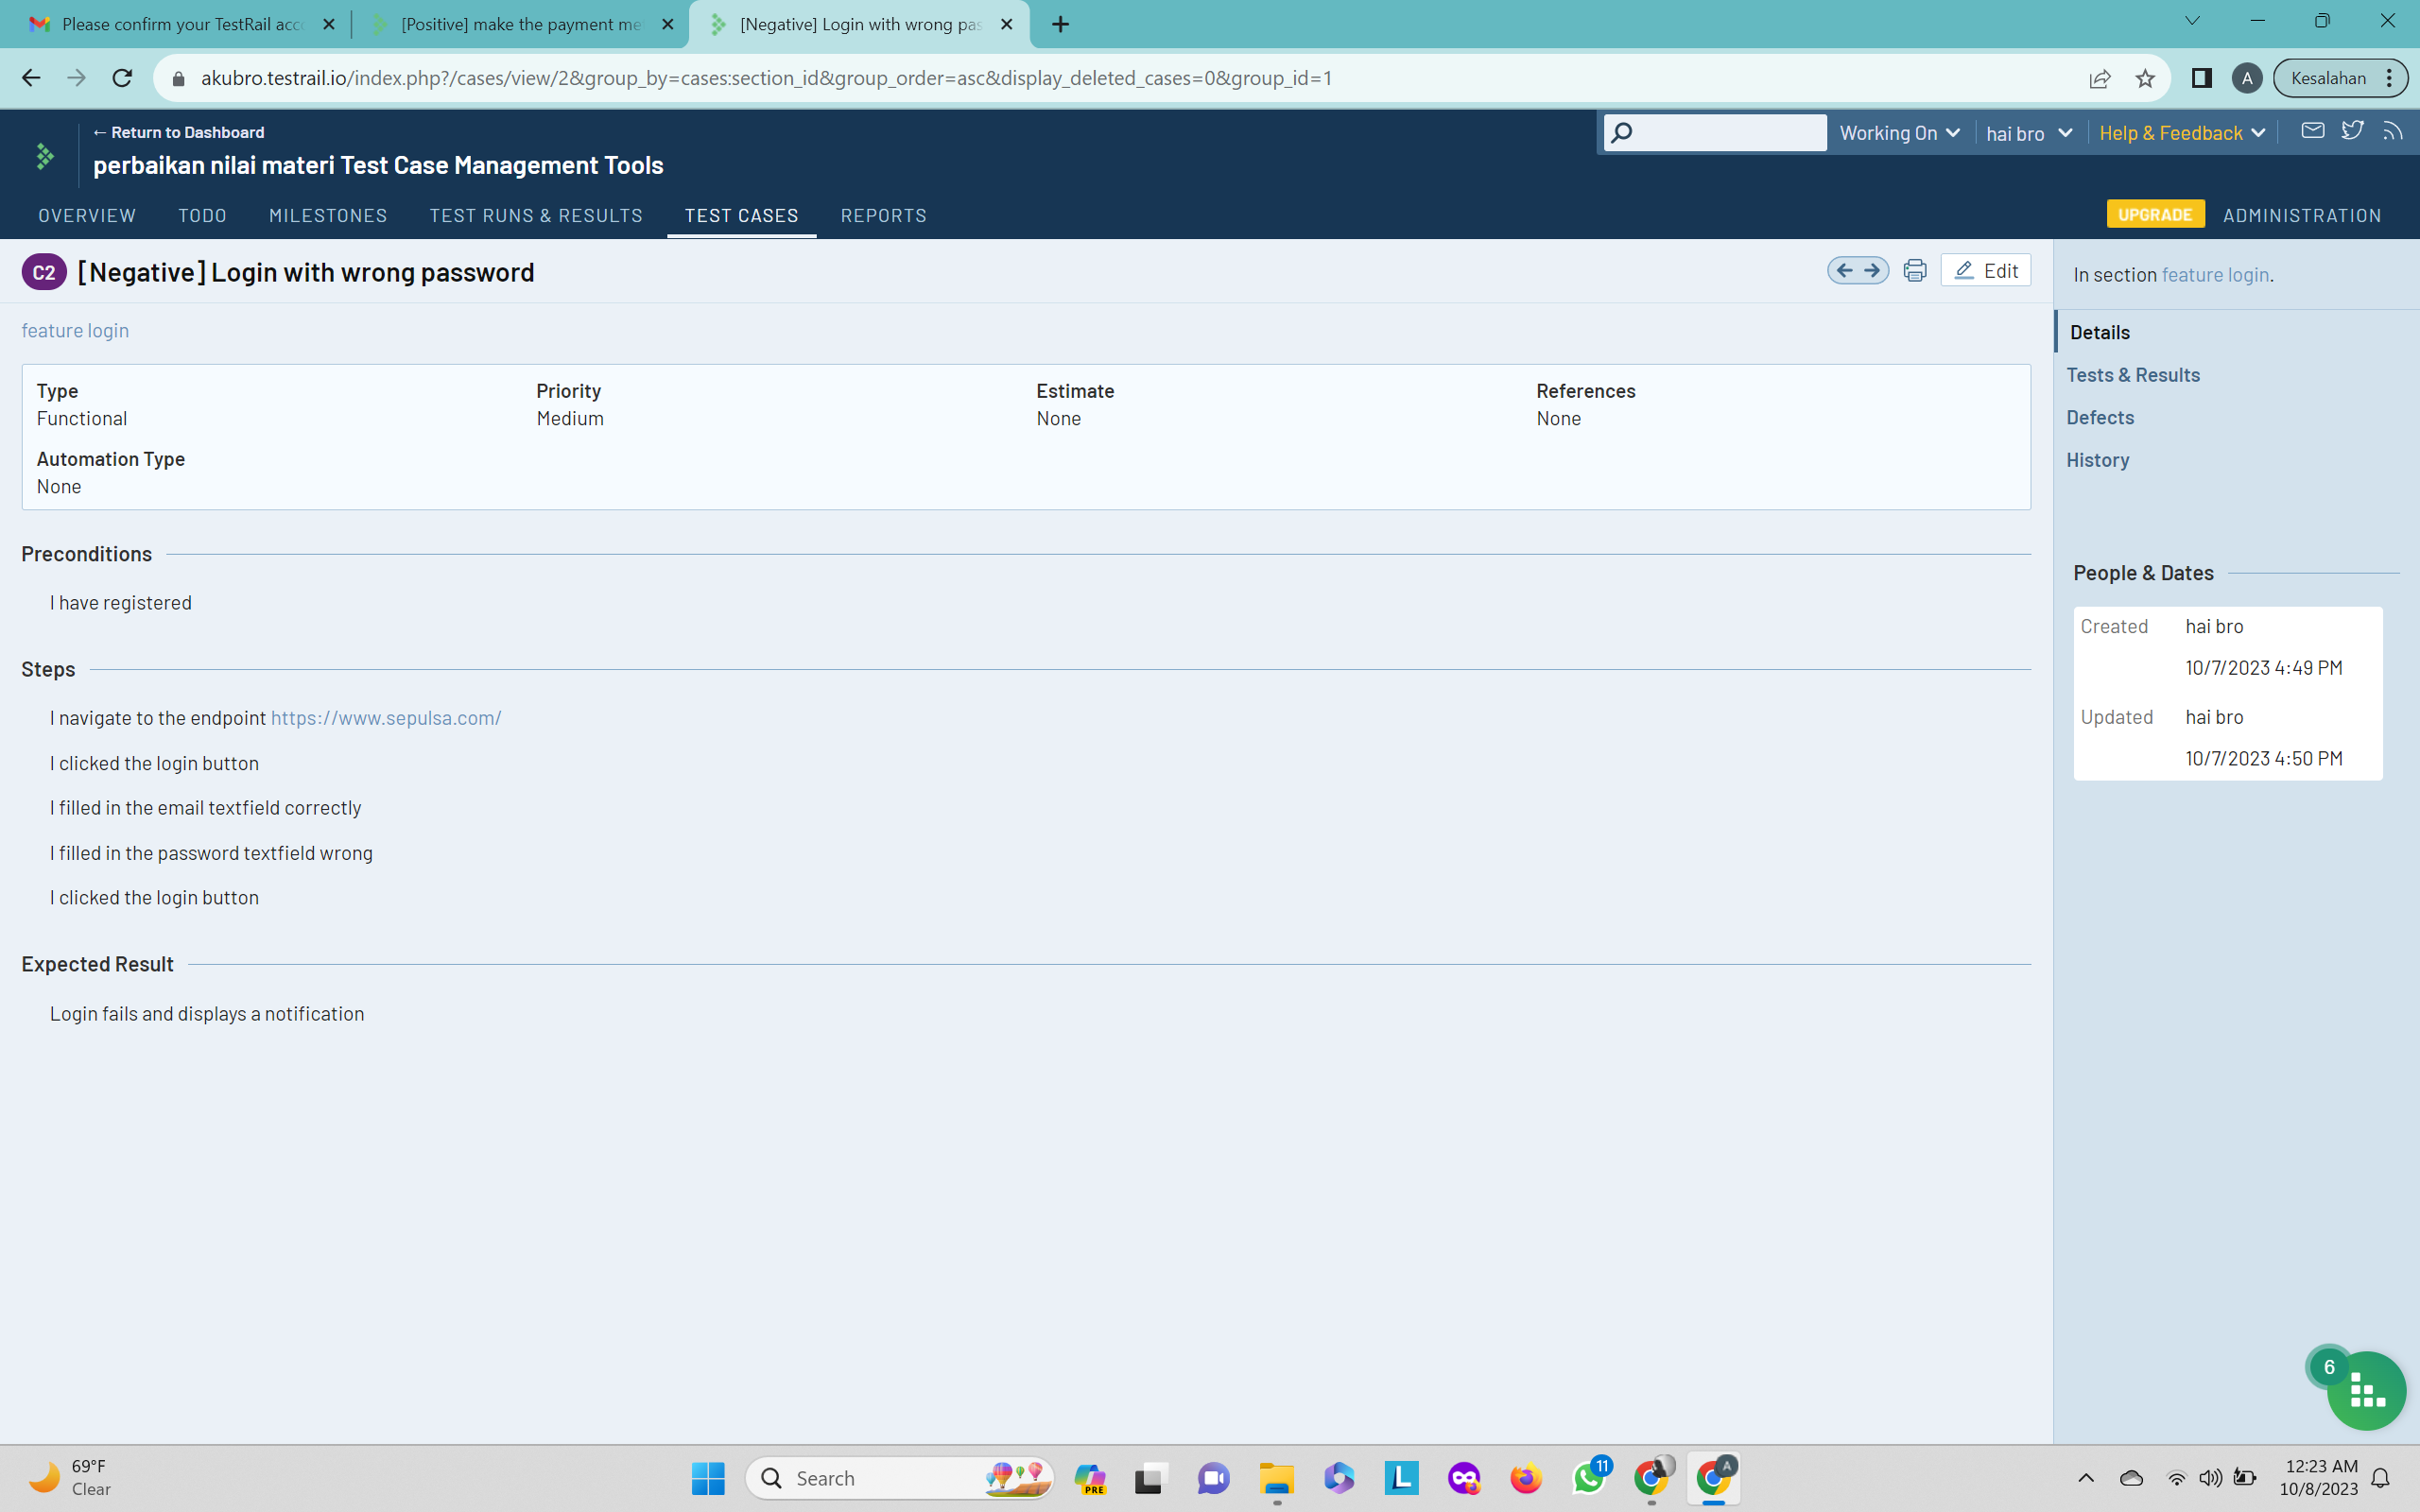 Please confirm your TestRail acc
[Positive] make the payment me
[Negative] Login with wrong pas
akubro.testrail.io/index.php?/cases/view/2&group_by=cases:section_id&group_order=asc&display_deleted_cases=0&group_id=1
A
Kesalahan
← Return to Dashboard
perbaikan nilai materi Test Case Management Tools
Working On
hai bro
Help & Feedback
OVERVIEW
TODO
MILESTONES
TEST RUNS & RESULTS
TEST CASES
REPORTS
UPGRADE
ADMINISTRATION
C2
[Negative] Login with wrong password
Edit
In section feature login.
feature login
Details
Tests & Results
Defects
History
Type
Functional
Priority
Medium
Estimate
None
References
None
Automation Type
None
Preconditions
I have registered
People & Dates
Created
hai bro
10/7/2023 4:49 PM
Updated
hai bro
10/7/2023 4:50 PM
Steps
I navigate to the endpoint https://www.sepulsa.com/
I clicked the login button
I filled in the email textfield correctly
I filled in the password textfield wrong
I clicked the login button
Expected Result
Login fails and displays a notification
6
69°F
Clear
Search
PRE
L
11
A
12:23 AM
10/8/2023